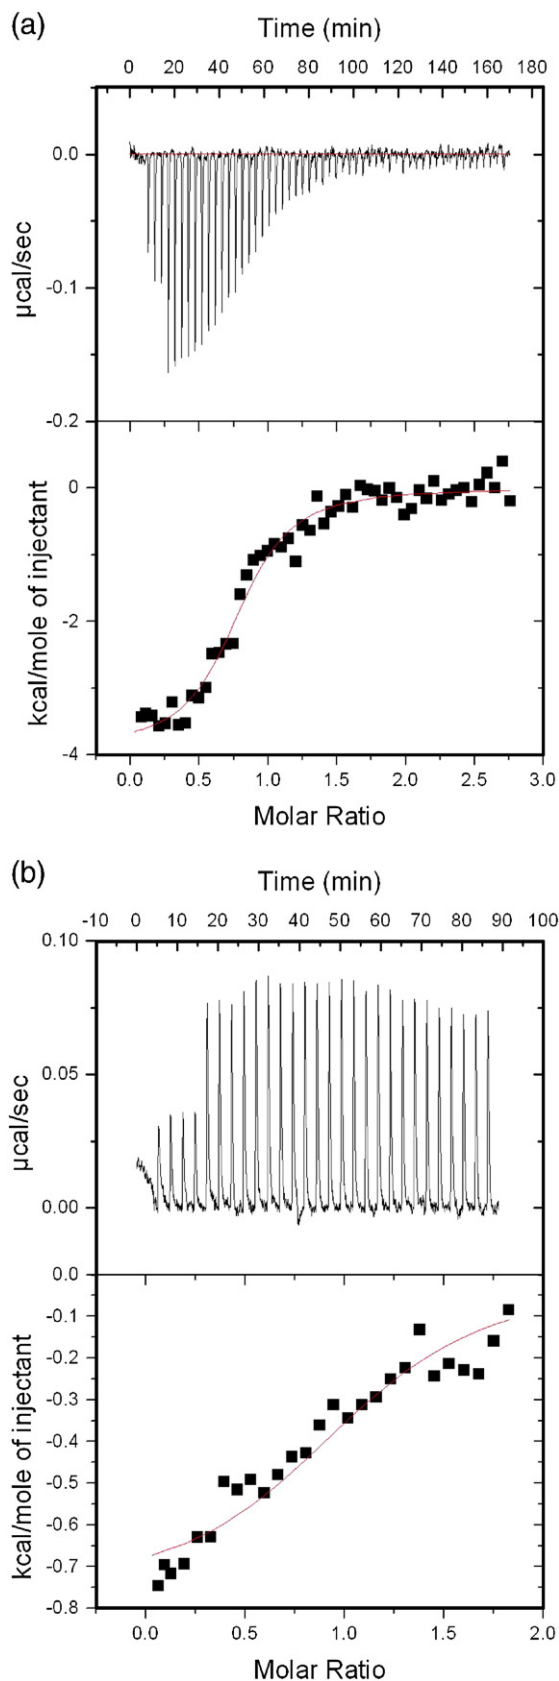 (a)
Time (min)
0 20 40 60 80 100 120 140 160 180
0.0
-0.1
-0.2
µcal/sec
0
-2
-4
kcal/mole of injectant
0.0 0.5 1.0 1.5 2.0 2.5 3.0
Molar Ratio
(b)
Time (min)
-10 0 10 20 30 40 50 60 70 80 90 100
0.10
0.05
0.00
µcal/sec
0.0
-0.1
-0.2
-0.3
-0.4
-0.5
-0.6
-0.7
-0.8
kcal/mole of injectant
0.0 0.5 1.0 1.5 2.0
Molar Ratio